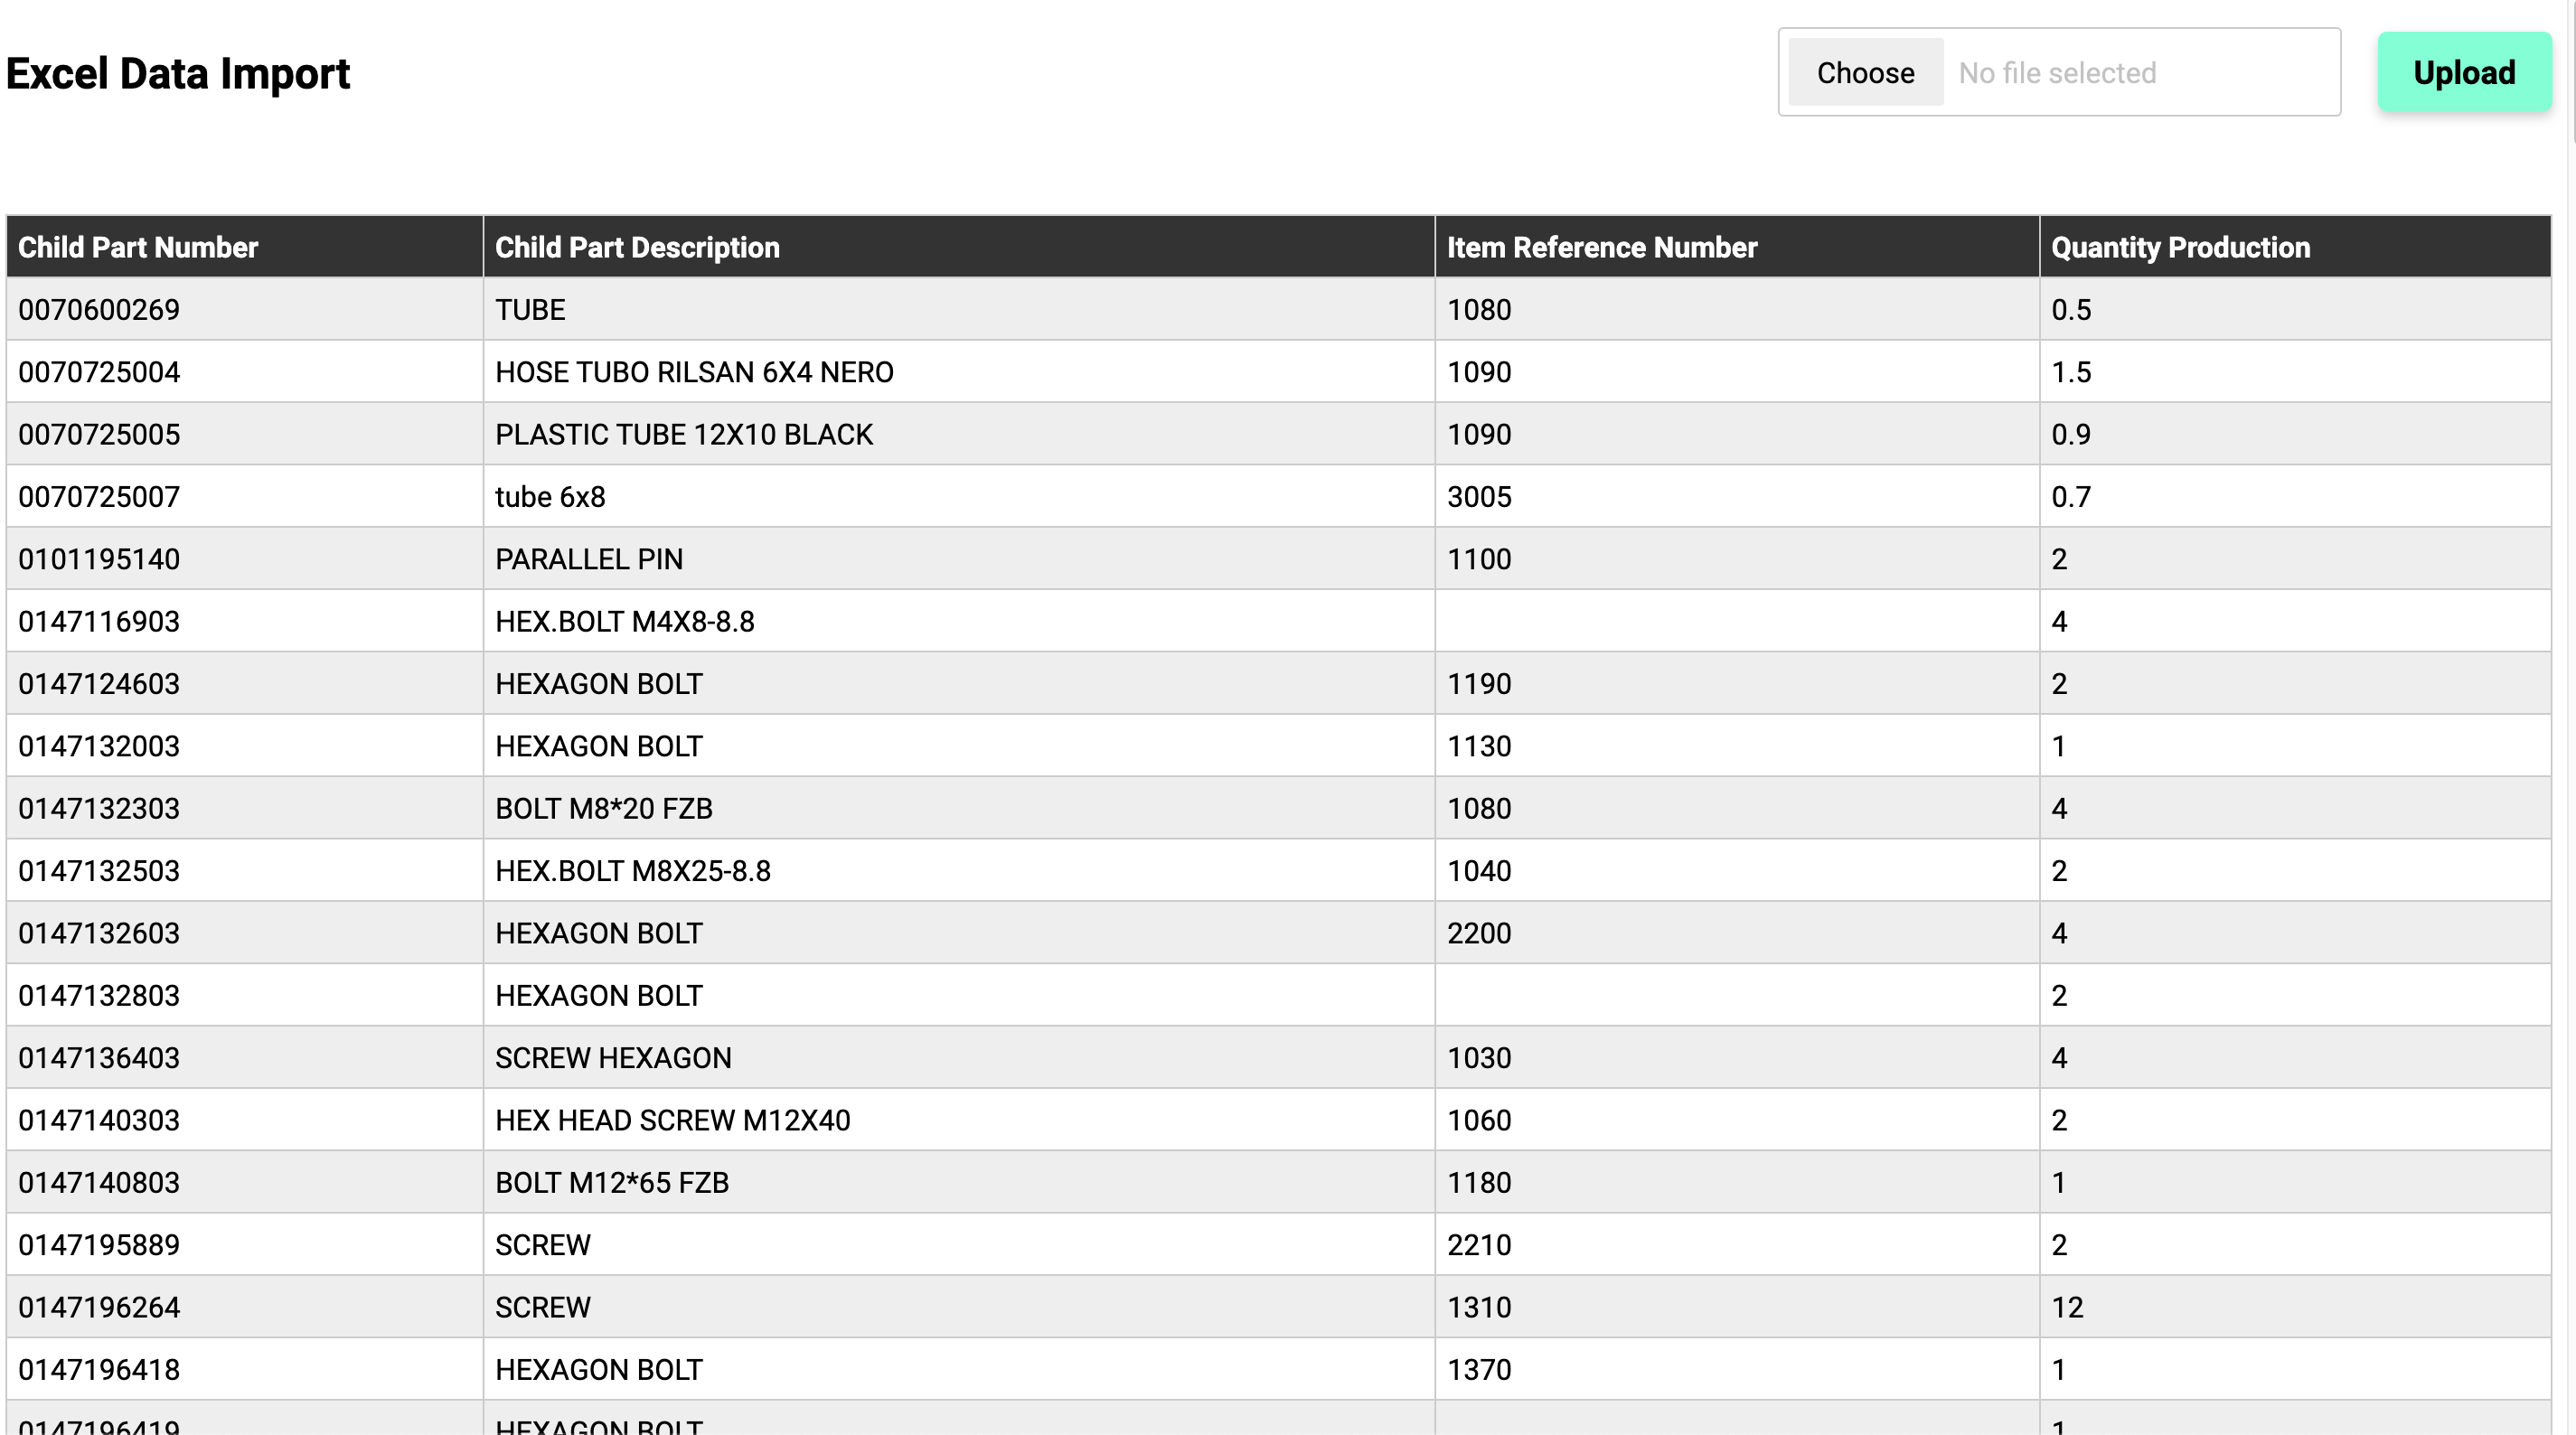 Excel Data Import
Choose No file selected Upload
Child Part Number Child Part Description Item Reference Number Quantity Production
0070600269 TUBE 1080 0.5
0070725004 HOSE TUBO RILSAN 6X4 NERO 1090 1.5
0070725005 PLASTIC TUBE 12X10 BLACK 1090 0.9
0070725007 tube 6x8 3005 0.7
0101195140 PARALLEL PIN 1100 2
0147116903 HEX.BOLT M4X8-8.8 4
0147124603 HEXAGON BOLT 1190 2
0147132003 HEXAGON BOLT 1130 1
0147132303 BOLT M8*20 FZB 1080 4
0147132503 HEX.BOLT M8X25-8.8 1040 2
0147132603 HEXAGON BOLT 2200 4
0147132803 HEXAGON BOLT 2
0147136403 SCREW HEXAGON 1030 4
0147140303 HEX HEAD SCREW M12X40 1060 2
0147140803 BOLT M12*65 FZB 1180 1
0147195889 SCREW 2210 2
0147196264 SCREW 1310 12
0147196418 HEXAGON BOLT 1370 1
0147196419 HEXAGON BOLT 1